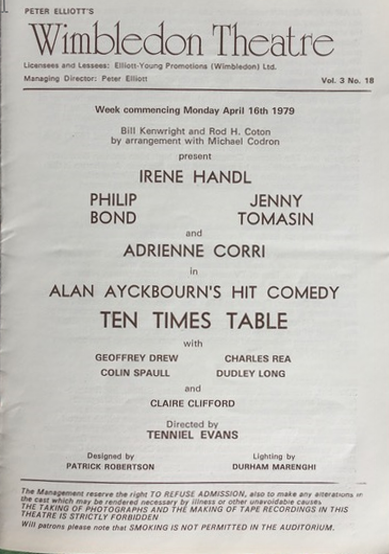 PETER ELLIOTT'S
Wimbledon Theatre
Licensees and Lessees: Elliott-Young Promotions (Wimbledon) Ltd.
Managing Director: Peter Elliott Vol. 3 No. 18
Week commencing Monday April 16th 1979
Bill Kenwright and Rod H. Coton
by arrangement with Michael Codron
present
IRENE HANDL
PHILIP JENNY
BOND TOMASIN
and
ADRIENNE CORRI
in
ALAN AYCKBOURN'S HIT COMEDY
TEN TIMES TABLE
with
GEOFFREY DREW CHARLES REA
COLIN SPAULL DUDLEY LONG
and
CLAIRE CLIFFORD
Directed by
TENNIEL EVANS
Designed by Lighting by
PATRICK ROBERTSON DURHAM MARENGHI
The Management reserve the right TO REFUSE ADMISSION, also to make any alterations in
the cast which may be rendered necessary by illness or other unavoidable causes
THE TAKING OF PHOTOGRAPHS AND THE MAKING OF TAPE RECORDINGS IN THIS
THEATRE IS STRICTLY FORBIDDEN
Will patrons please note that SMOKING IS NOT PERMITTED IN THE AUDITORIUM.